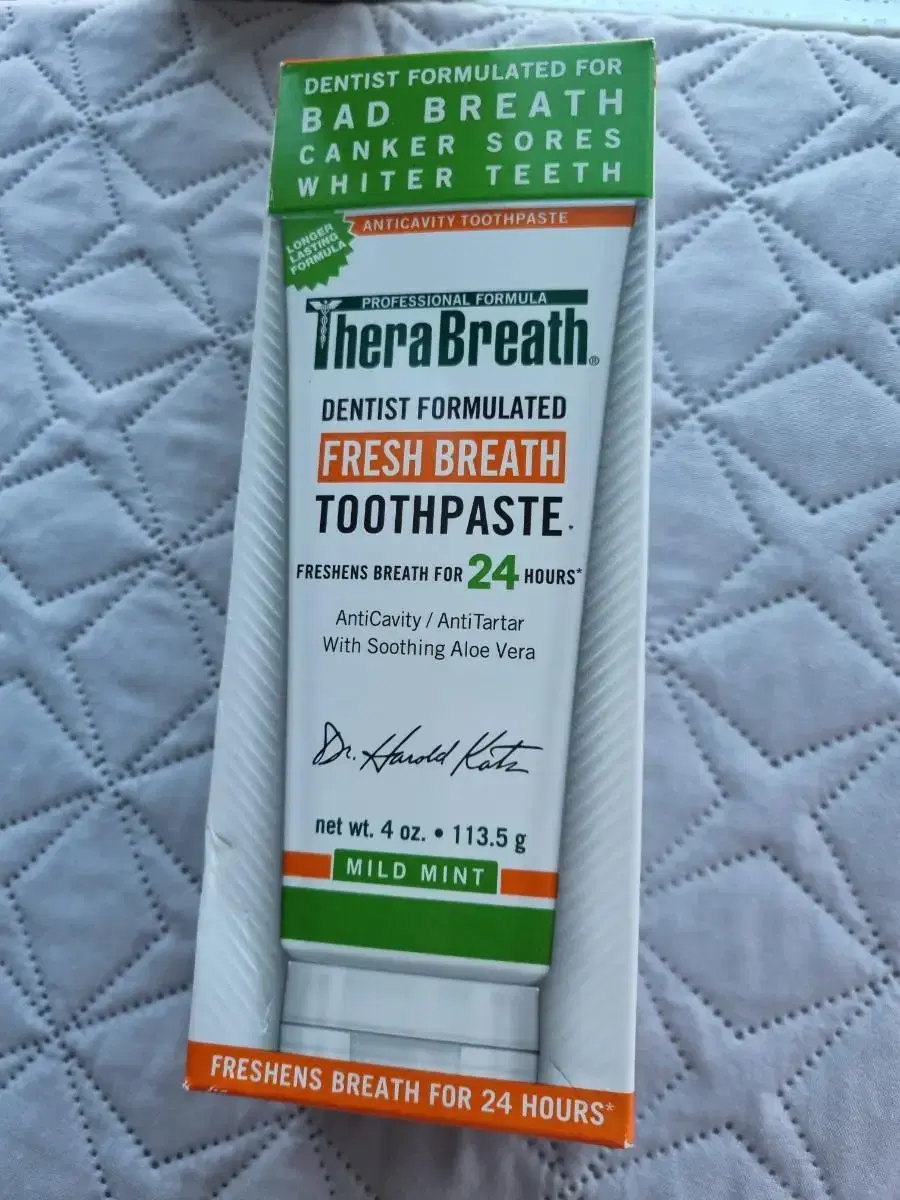 DENTIST FORMULATED FOR
BAD BREATH
CANKER SORES
WHITER TEETH
ANTICAVITY TOOTHPASTE
LONGER
LASTING
FORMULA
PROFESSIONAL FORMULA
TheraBreath®
DENTIST FORMULATED
FRESH BREATH
TOOTHPASTE.
FRESHENS BREATH FOR 24 HOURS*
AntiCavity / AntiTartar
With Soothing Aloe Vera
Dr. Harold Katz
net wt. 4 oz. • 113.5 g
MILD MINT
FRESHENS BREATH FOR 24 HOURS*